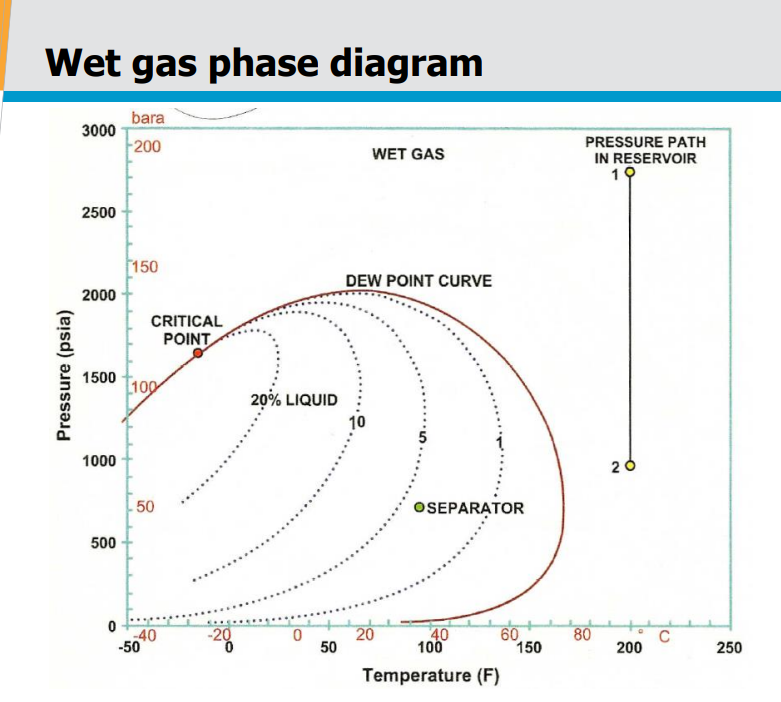 Wet gas phase diagram
bara
3000
200
WET GAS
PRESSURE PATH
IN RESERVOIR
1
2500
150
2000
DEW POINT CURVE
CRITICAL
POINT
1500
100
20% LIQUID
10
5
1
1000
2
50
SEPARATOR
500
0
Pressure (psia)
-40
-20
0
20
40
60
80
° C
-50
0
50
100
150
200
250
Temperature (F)